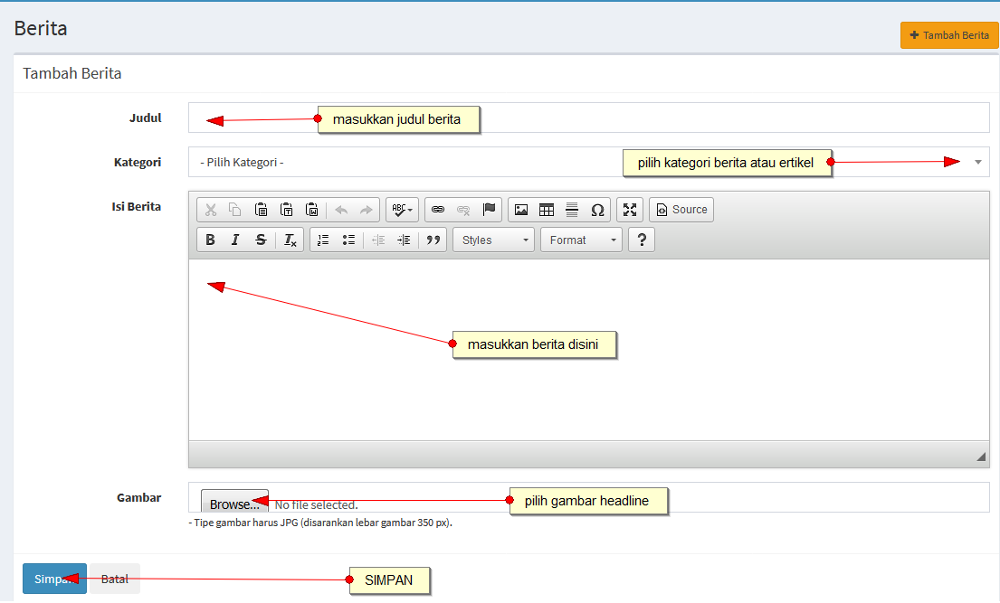 Berita
+ Tambah Berita
Tambah Berita
Judul
masukkan judul berita
Kategori
- Pilih Kategori -
pilih kategori berita atau ertikel
Isi Berita
ABC
Source
B I S Tx
Styles
Format
?
masukkan berita disini
Gambar
Browse...
No file selected.
pilih gambar headline
- Tipe gambar harus JPG (disarankan lebar gambar 350 px).
Simpan
Batal
SIMPAN